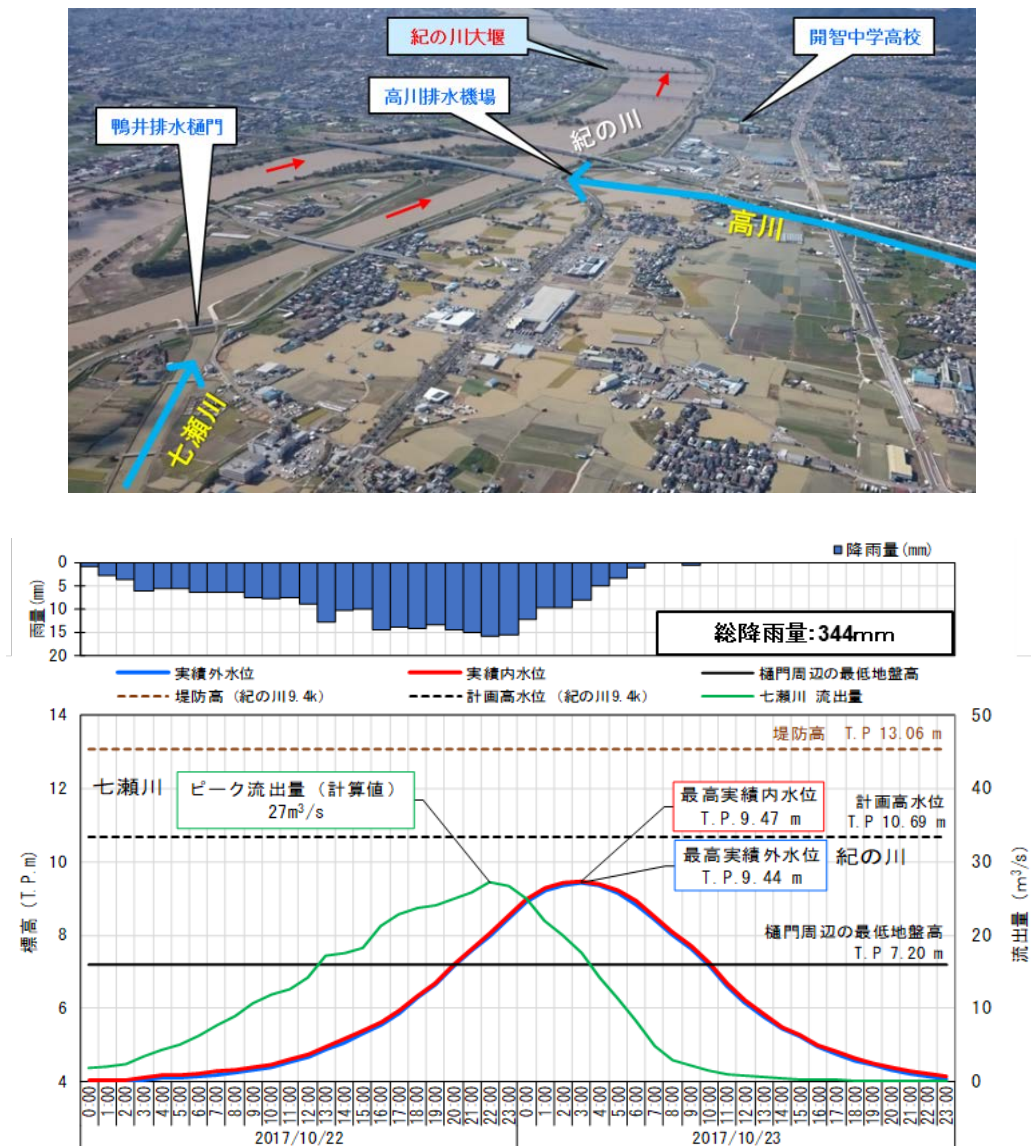 紀の川大堰
開智中学高校
高川排水機場
鴨井排水樋門
紀の川
高川
七瀬川
降雨量(mm)
雨量(mm)
0
5
10
15
20
総降雨量:344mm
実績外水位
実績内水位
樋門周辺の最低地盤高
堤防高 (紀の川9.4k)
計画高水位 (紀の川9.4k)
七瀬川 流出量
標高 (T.P.m)
14
12
10
8
6
4
流出量 (m³/s)
50
40
30
20
10
0
堤防高 T.P 13.06 m
七瀬川
ピーク流出量 (計算値)
27m³/s
最高実績内水位
T.P.9.47 m
計画高水位
T.P 10.69 m
最高実績外水位
T.P.9.44 m
紀の川
樋門周辺の最低地盤高
T.P 7.20 m
0:00 1:00 2:00 3:00 4:00 5:00 6:00 7:00 8:00 9:00 10:00 11:00 12:00 13:00 14:00 15:00 16:00 17:00 18:00 19:00 20:00 21:00 22:00 23:00 0:00 1:00 2:00 3:00 4:00 5:00 6:00 7:00 8:00 9:00 10:00 11:00 12:00 13:00 14:00 15:00 16:00 17:00 18:00 19:00 20:00 21:00 22:00 23:00
2017/10/22 2017/10/23